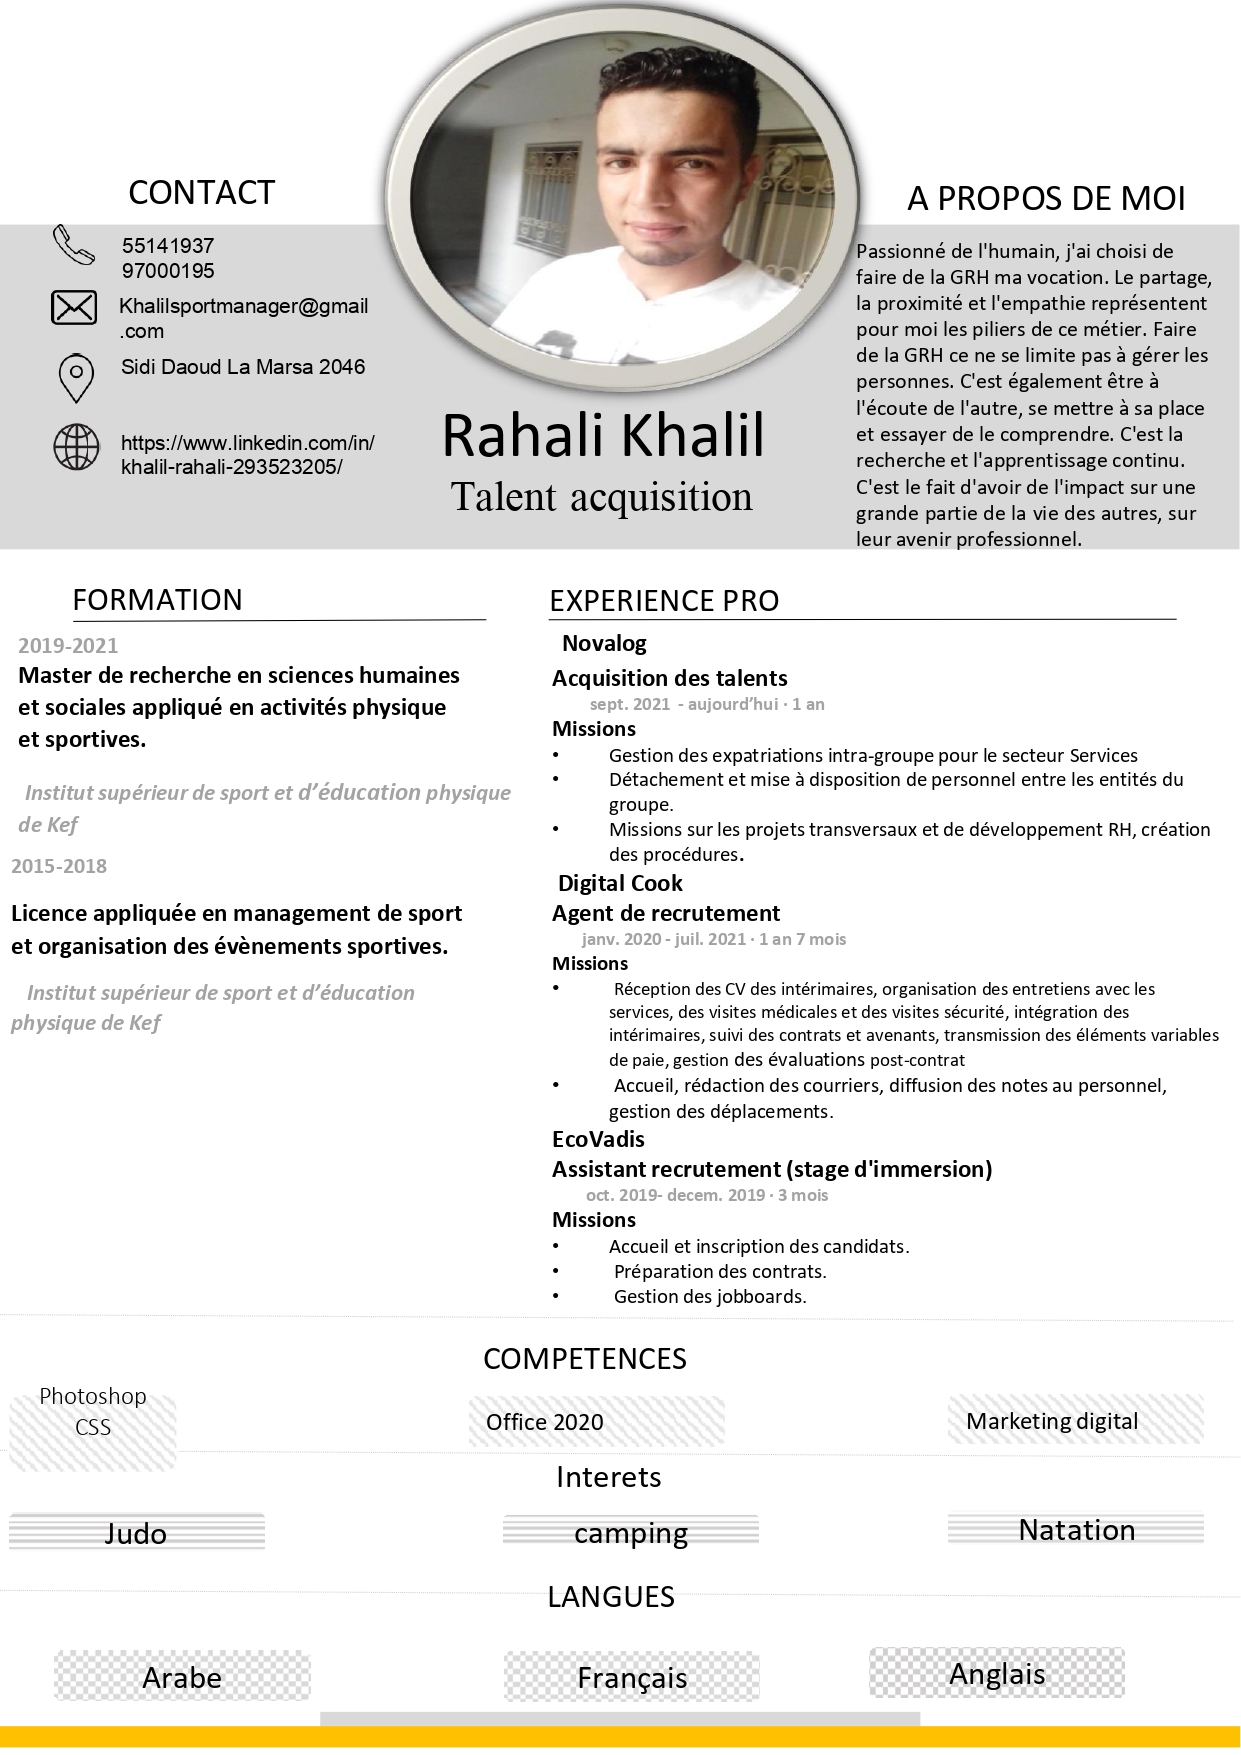 CONTACT
55141937
97000195
Khalilsportmanager@gmail
.com
Sidi Daoud La Marsa 2046
https://www.linkedin.com/in/
khalil-rahali-293523205/
Rahali Khalil
Talent acquisition
A PROPOS DE MOI
Passionné de l'humain, j'ai choisi de
faire de la GRH ma vocation. Le partage,
la proximité et l'empathie représentent
pour moi les piliers de ce métier. Faire
de la GRH ce ne se limite pas à gérer les
personnes. C'est également être à
l'écoute de l'autre, se mettre à sa place
et essayer de le comprendre. C'est la
recherche et l'apprentissage continu.
C'est le fait d'avoir de l'impact sur une
grande partie de la vie des autres, sur
leur avenir professionnel.
FORMATION
2019-2021
Master de recherche en sciences humaines
et sociales appliqué en activités physique
et sportives.
Institut supérieur de sport et d’éducation physique
de Kef
2015-2018
Licence appliquée en management de sport
et organisation des évènements sportives.
Institut supérieur de sport et d’éducation
physique de Kef
EXPERIENCE PRO
Novalog
Acquisition des talents
sept. 2021 - aujourd’hui · 1 an
Missions
• Gestion des expatriations intra-groupe pour le secteur Services
• Détachement et mise à disposition de personnel entre les entités du
groupe.
• Missions sur les projets transversaux et de développement RH, création
des procédures.
Digital Cook
Agent de recrutement
janv. 2020 - juil. 2021 · 1 an 7 mois
Missions
• Réception des CV des intérimaires, organisation des entretiens avec les
services, des visites médicales et des visites sécurité, intégration des
intérimaires, suivi des contrats et avenants, transmission des éléments variables
de paie, gestion des évaluations post-contrat
• Accueil, rédaction des courriers, diffusion des notes au personnel,
gestion des déplacements.
EcoVadis
Assistant recrutement (stage d'immersion)
oct. 2019- decem. 2019 · 3 mois
Missions
• Accueil et inscription des candidats.
• Préparation des contrats.
• Gestion des jobboards.
COMPETENCES
Photoshop
CSS
Office 2020
Marketing digital
Interets
Judo
camping
Natation
LANGUES
Arabe
Français
Anglais